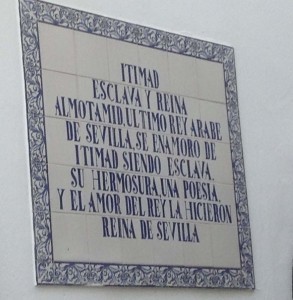 ITIMAD
ESCLAVA Y REINA
ALMOTAMID, ULTIMO REY ARABE
DE SEVILLA, SE ENAMORO DE
ITIMAD SIENDO ESCLAVA.
SU HERMOSURA, UNA POESIA,
Y EL AMOR DEL REY LA HICIERON
REINA DE SEVILLA